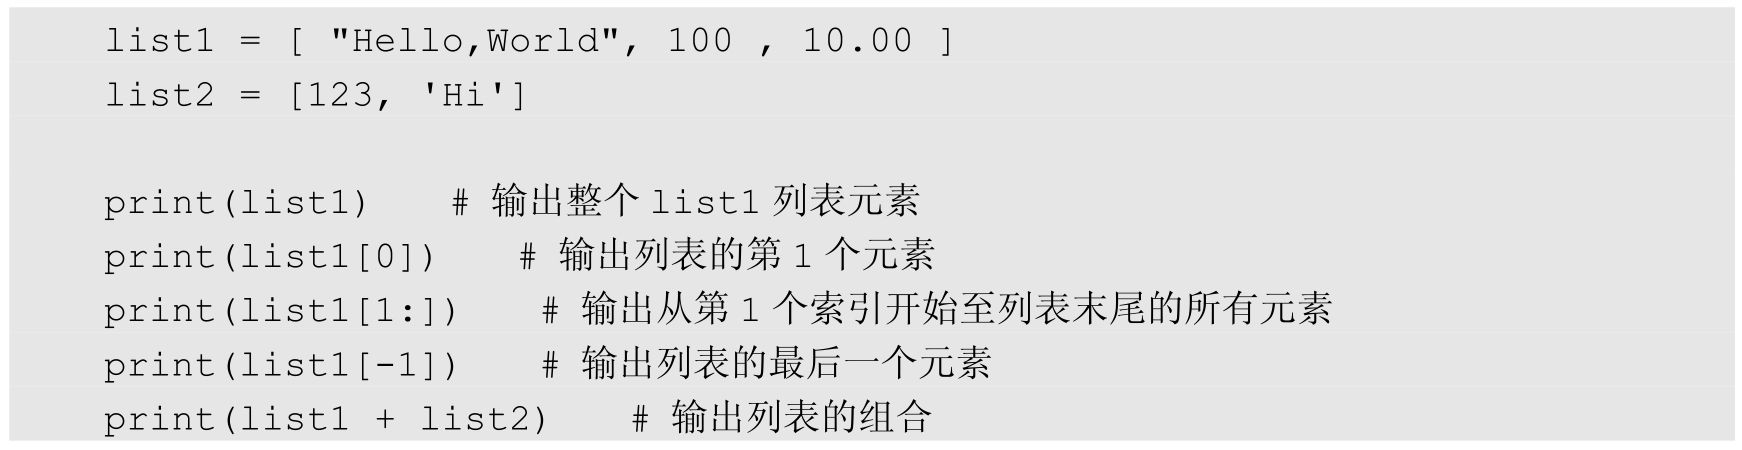 list1 = [ "Hello,World", 100 , 10.00 ]
list2 = [123, 'Hi']
print(list1)    # 输出整个 list1 列表元素
print(list1[0])    # 输出列表的第 1 个元素
print(list1[1:])    # 输出从第 1 个索引开始至列表末尾的所有元素
print(list1[-1])    # 输出列表的最后一个元素
print(list1 + list2)    # 输出列表的组合